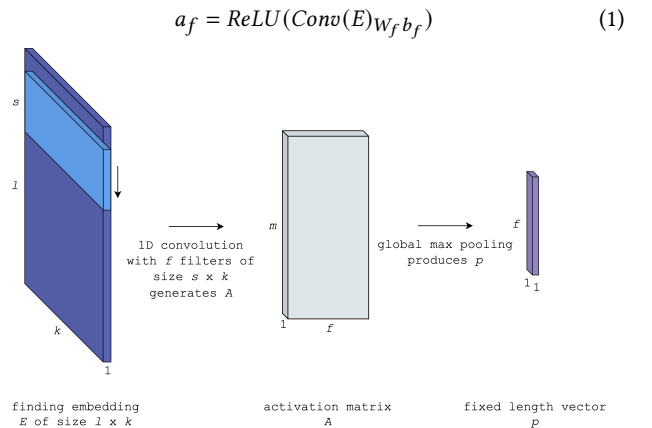 a_f = ReLU(Conv(E)_{W_f b_f}) (1)
s
l
k
1
1D convolution
with f filters of
size s x k
generates A
m
1
f
global max pooling
produces p
f
1 1
finding embedding
E of size l x k
activation matrix
A
fixed length vector
p